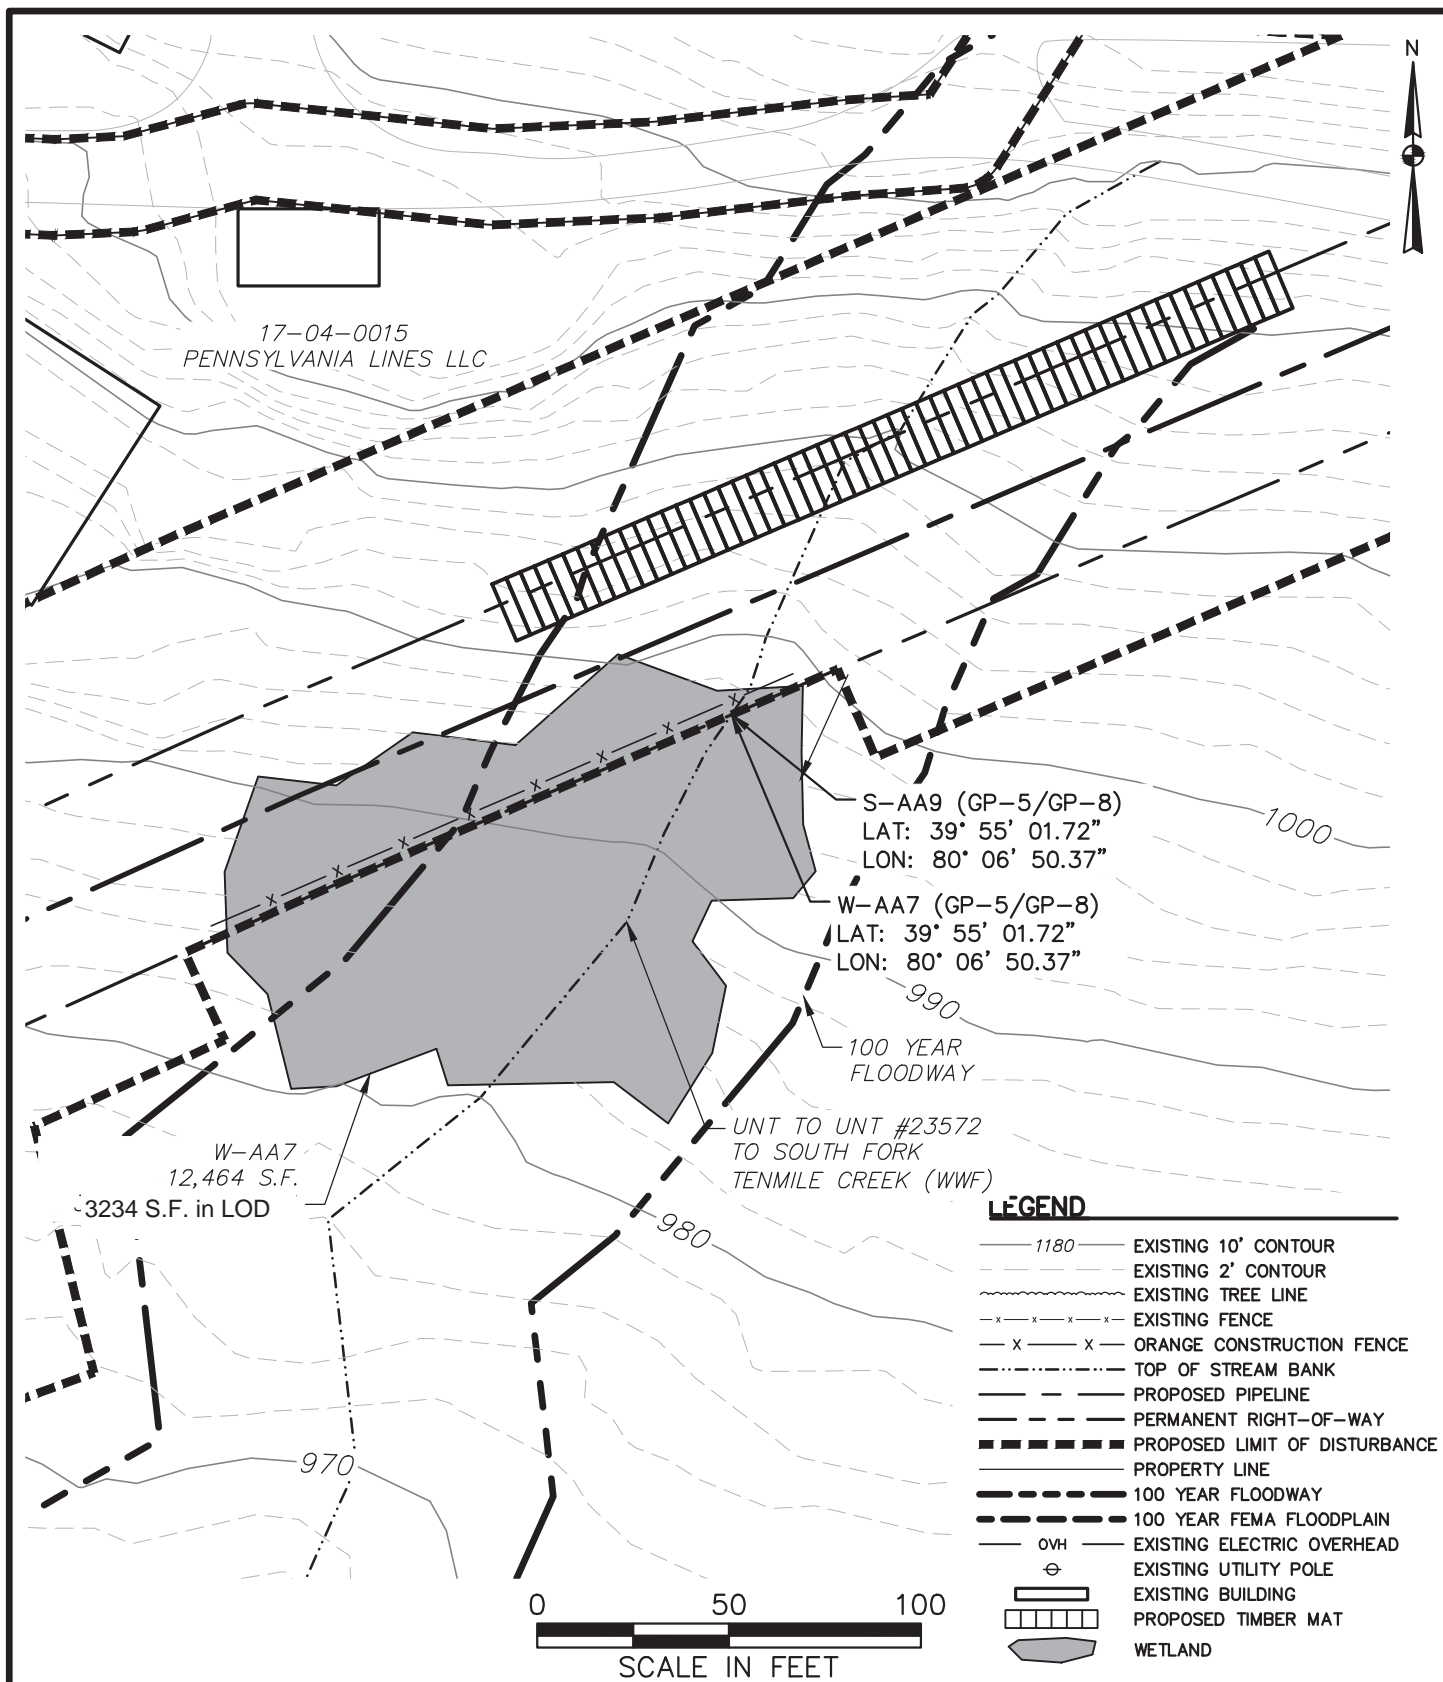 N
17-04-0015
PENNSYLVANIA LINES LLC
X X X X X X X X
S-AA9 (GP-5/GP-8)
LAT: 39° 55' 01.72"
LON: 80° 06' 50.37"
1000
W-AA7 (GP-5/GP-8)
LAT: 39° 55' 01.72"
LON: 80° 06' 50.37"
990
100 YEAR
FLOODWAY
UNT TO UNT #23572
TO SOUTH FORK
TENMILE CREEK (WWF)
W-AA7
12,464 S.F.
3234 S.F. in LOD
980
970
LEGEND
1180 EXISTING 10' CONTOUR
EXISTING 2' CONTOUR
EXISTING TREE LINE
x x x x EXISTING FENCE
X X ORANGE CONSTRUCTION FENCE
TOP OF STREAM BANK
PROPOSED PIPELINE
PERMANENT RIGHT-OF-WAY
PROPOSED LIMIT OF DISTURBANCE
PROPERTY LINE
100 YEAR FLOODWAY
100 YEAR FEMA FLOODPLAIN
OVH EXISTING ELECTRIC OVERHEAD
EXISTING UTILITY POLE
EXISTING BUILDING
PROPOSED TIMBER MAT
WETLAND
0 50 100
SCALE IN FEET